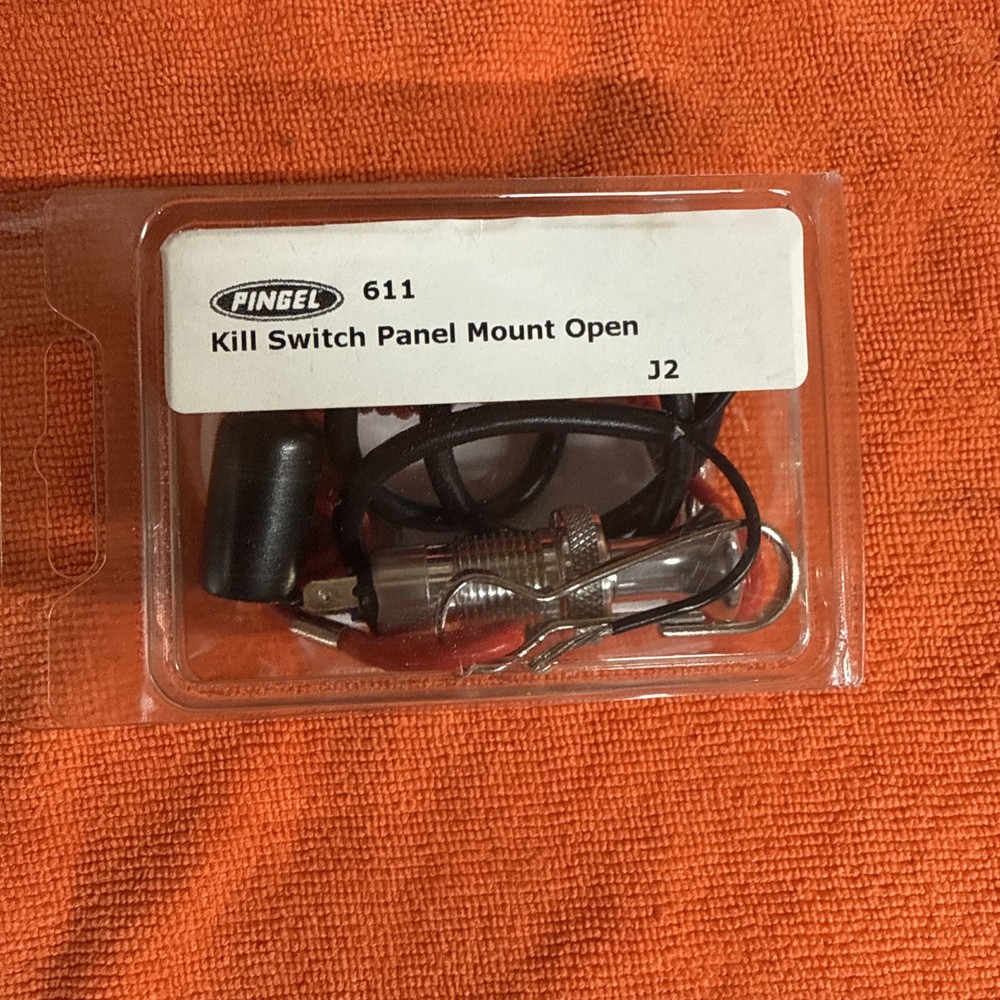 PINGEL 611
Kill Switch Panel Mount Open
J2